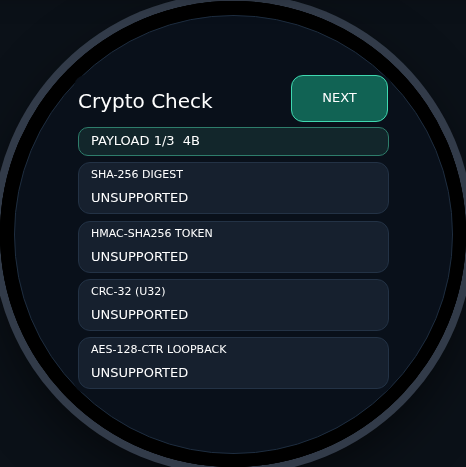 Crypto Check
NEXT
PAYLOAD 1/3  4B
SHA-256 DIGEST
UNSUPPORTED
HMAC-SHA256 TOKEN
UNSUPPORTED
CRC-32 (U32)
UNSUPPORTED
AES-128-CTR LOOPBACK
UNSUPPORTED